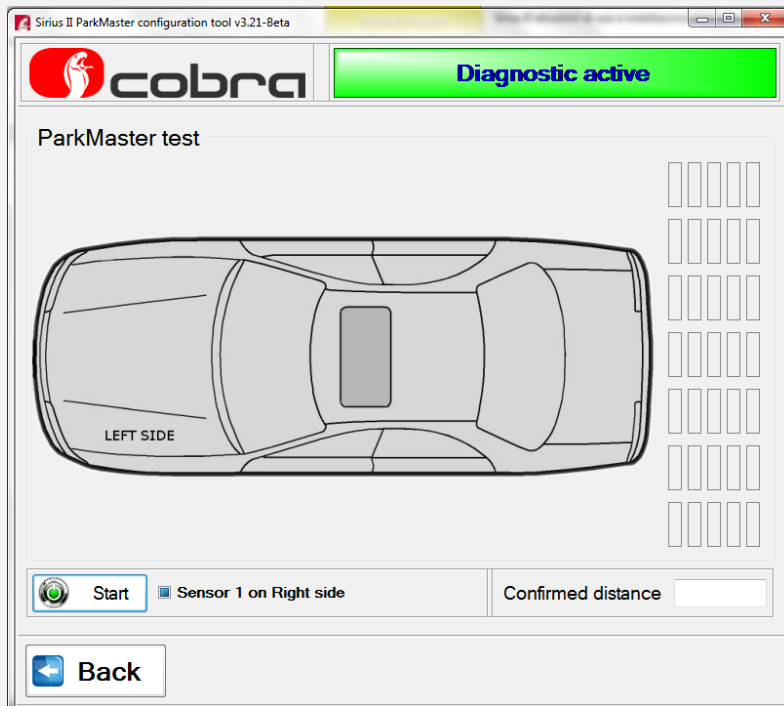 Sirius II ParkMaster configuration tool v3.21-Beta
cobra
Diagnostic active
ParkMaster test
LEFT SIDE
Start
Sensor 1 on Right side
Confirmed distance
Back